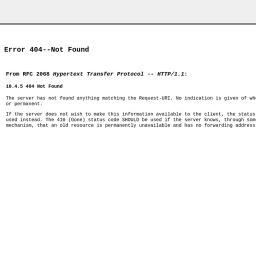 Error 404--Not Found
From RFC 2068 Hypertext Transfer Protocol -- HTTP/1.1:
10.4.5 404 Not Found
The server has not found anything matching the Request-URI. No indication is given of wh
or permanent.
If the server does not wish to make this information available to the client, the status
used instead. The 410 (Gone) status code SHOULD be used if the server knows, through som
mechanism, that an old resource is permanently unavailable and has no forwarding address